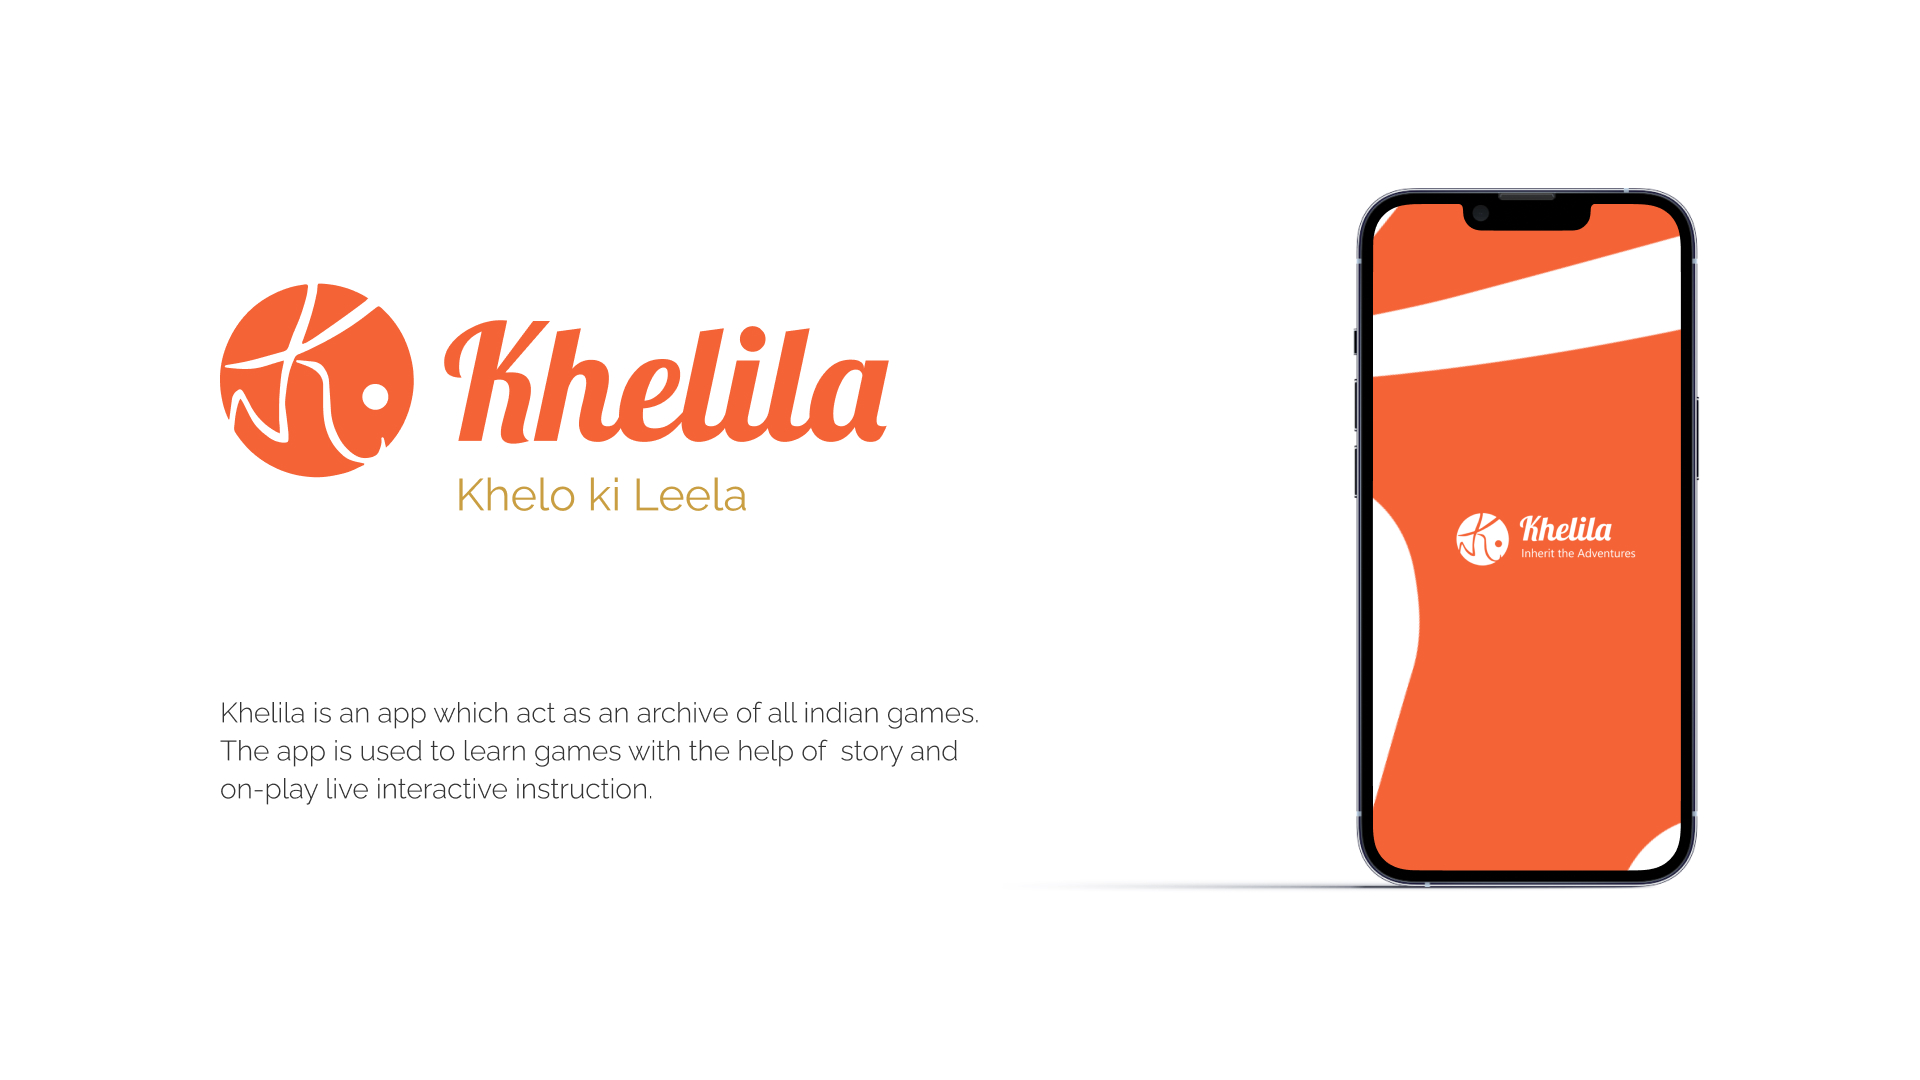 Khelila
Khelo ki Leela
Khelila is an app which act as an archive of all indian games.
The app is used to learn games with the help of  story and
on-play live interactive instruction.
Khelila
Inherit the Adventures